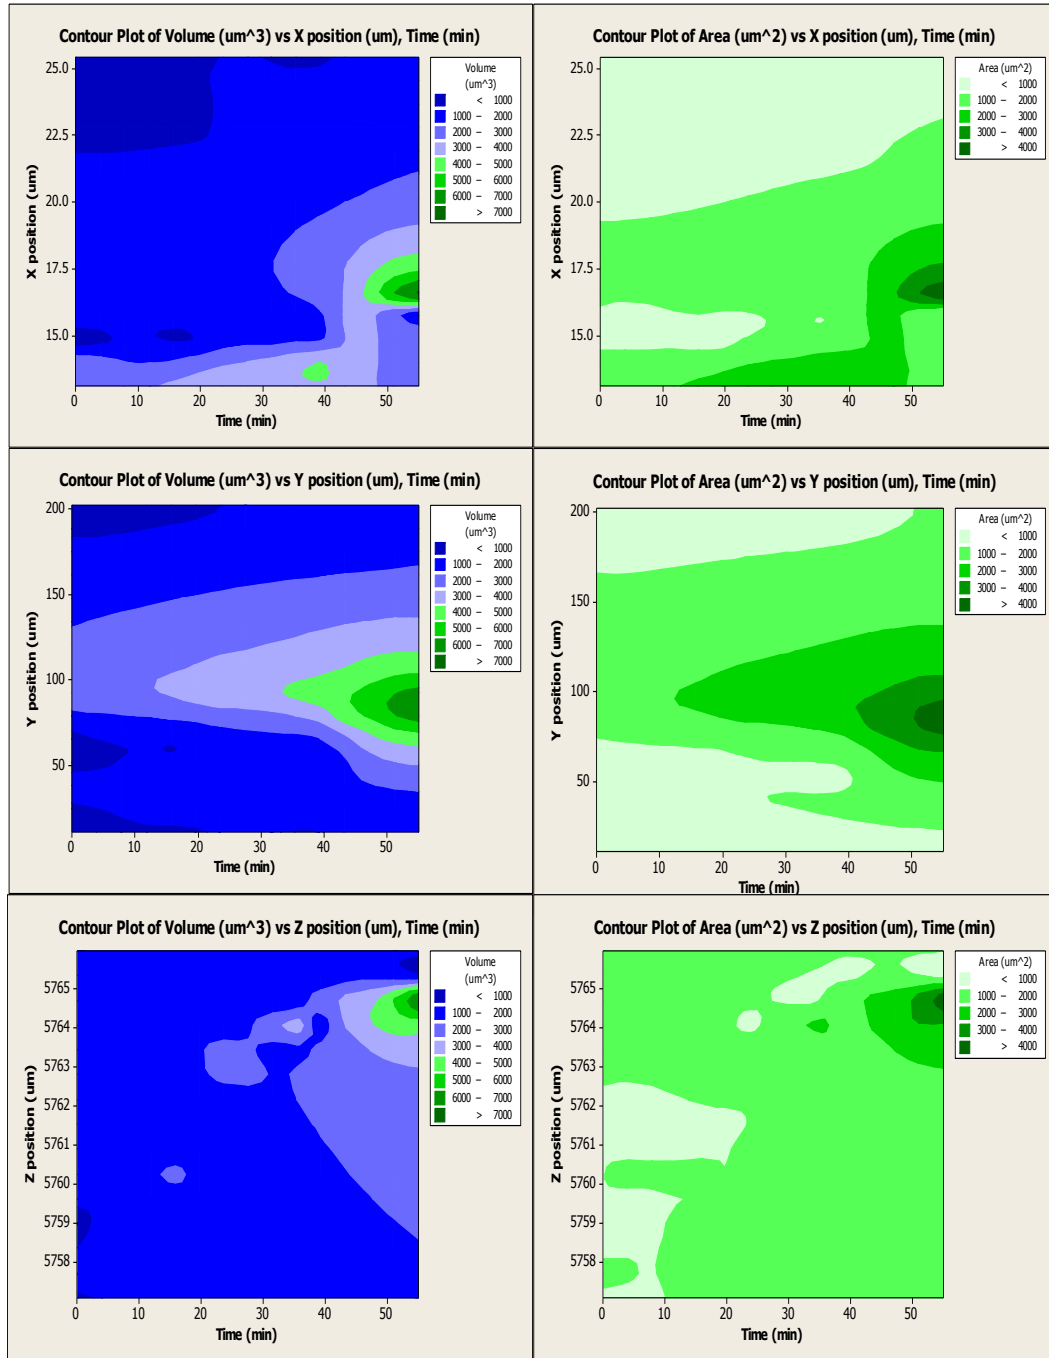 Contour Plot of Volume (um^3) vs X position (um), Time (min)
Volume
(um^3)
< 1000
1000 – 2000
2000 – 3000
3000 – 4000
4000 – 5000
5000 – 6000
6000 – 7000
> 7000
X position (um)
25.0
22.5
20.0
17.5
15.0
0 10 20 30 40 50
Time (min)
Contour Plot of Area (um^2) vs X position (um), Time (min)
Area (um^2)
< 1000
1000 – 2000
2000 – 3000
3000 – 4000
> 4000
X position (um)
25.0
22.5
20.0
17.5
15.0
0 10 20 30 40 50
Time (min)
Contour Plot of Volume (um^3) vs Y position (um), Time (min)
Volume
(um^3)
< 1000
1000 – 2000
2000 – 3000
3000 – 4000
4000 – 5000
5000 – 6000
6000 – 7000
> 7000
Y position (um)
200
150
100
50
0 10 20 30 40 50
Time (min)
Contour Plot of Area (um^2) vs Y position (um), Time (min)
Area (um^2)
< 1000
1000 – 2000
2000 – 3000
3000 – 4000
> 4000
Y position (um)
200
150
100
50
0 10 20 30 40 50
Time (min)
Contour Plot of Volume (um^3) vs Z position (um), Time (min)
Volume
(um^3)
< 1000
1000 – 2000
2000 – 3000
3000 – 4000
4000 – 5000
5000 – 6000
6000 – 7000
> 7000
Z position (um)
5765
5764
5763
5762
5761
5760
5759
5758
0 10 20 30 40 50
Time (min)
Contour Plot of Area (um^2) vs Z position (um), Time (min)
Area (um^2)
< 1000
1000 – 2000
2000 – 3000
3000 – 4000
> 4000
Z position (um)
5765
5764
5763
5762
5761
5760
5759
5758
0 10 20 30 40 50
Time (min)